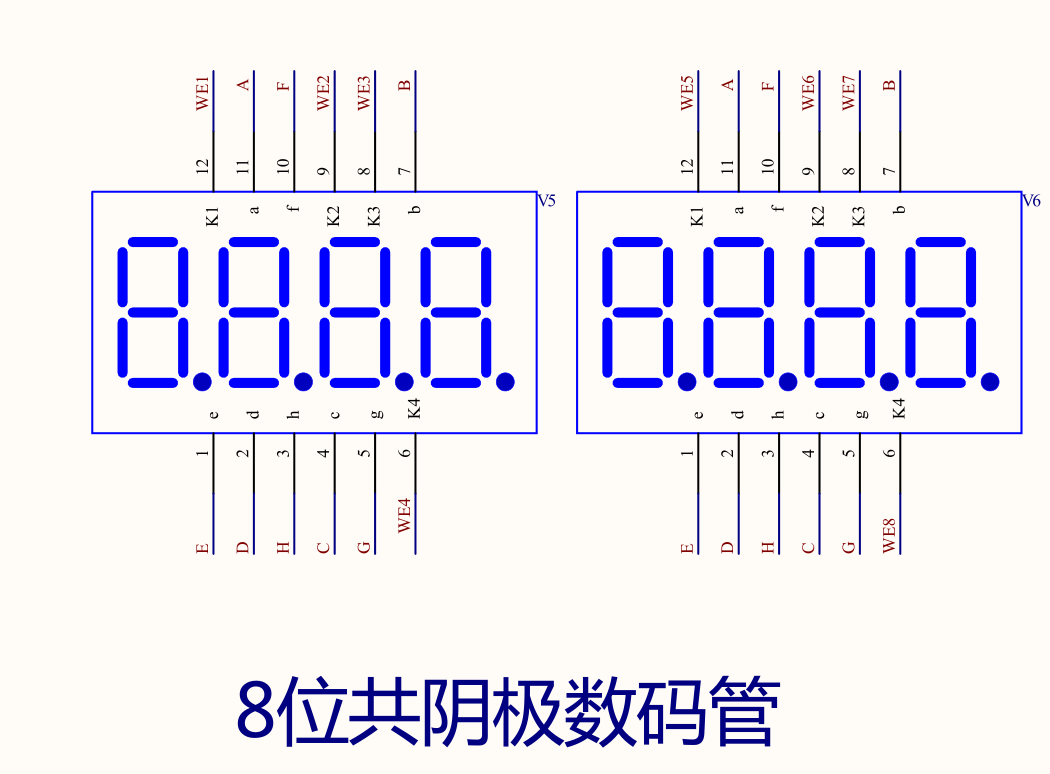 WE1 A F WE2 WE3 B WE5 A F WE6 WE7 B
12 11 10 9 8 7 12 11 10 9 8 7
V5 V6
K1 a f K2 K3 b K1 a f K2 K3 b
e d h c g K4 e d h c g K4
1 2 3 4 5 6 1 2 3 4 5 6
E D H C G WE4 E D H C G WE8
8位共阴极数码管